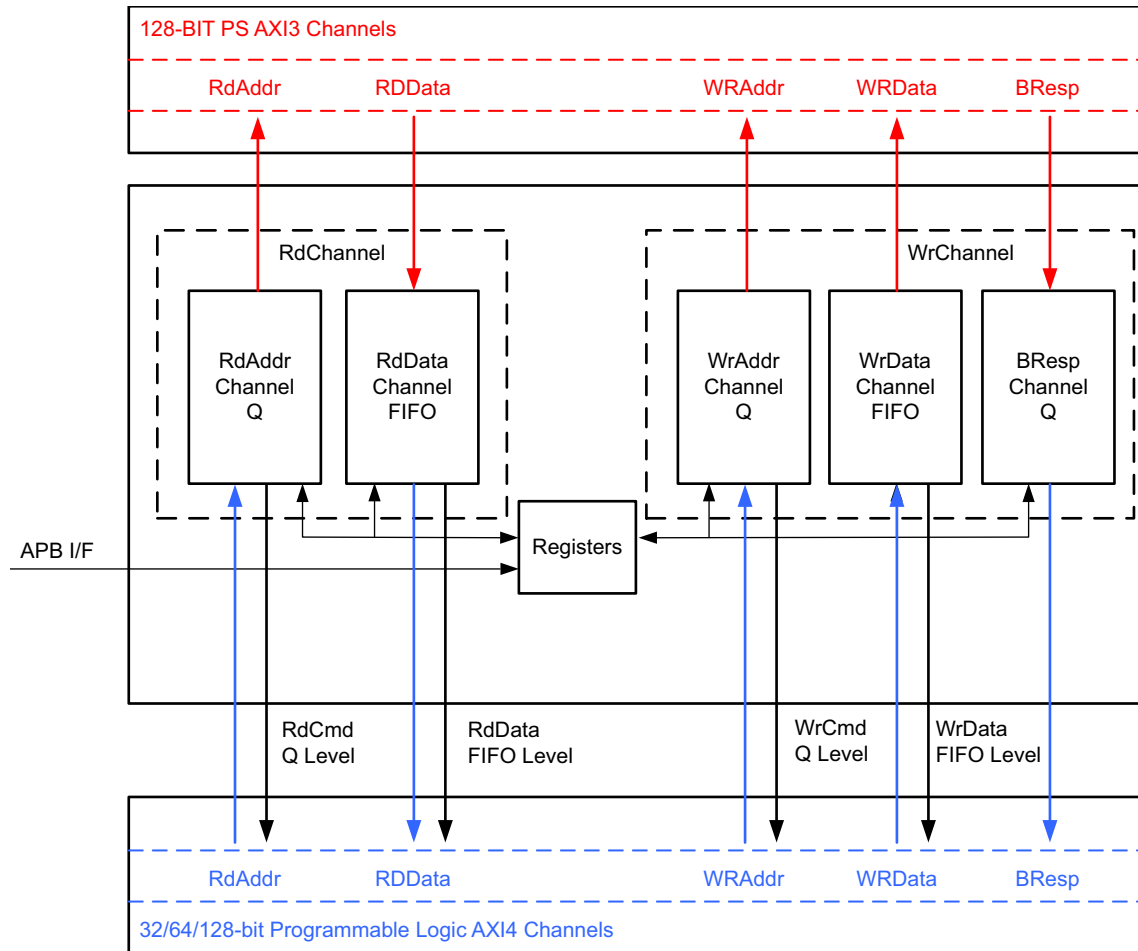 128-BIT PS AXI3 Channels
RdAddr
RDData
WRAddr
WRData
BResp
RdChannel
WrChannel
RdAddr
Channel
Q
RdData
Channel
FIFO
WrAddr
Channel
Q
WrData
Channel
FIFO
BResp
Channel
Q
APB I/F
Registers
RdCmd
Q Level
RdData
FIFO Level
WrCmd
Q Level
WrData
FIFO Level
RdAddr
RDData
WRAddr
WRData
BResp
32/64/128-bit Programmable Logic AXI4 Channels